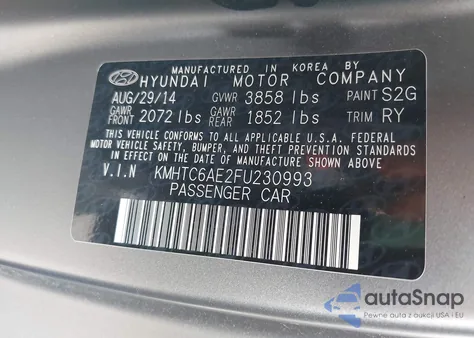 MANUFACTURED IN KOREA BY
HYUNDAI MOTOR COMPANY
AUG/29/14 GVWR 3858 lbs PAINT S2G
GAWR FRONT 2072 lbs GAWR REAR 1852 lbs TRIM RY
THIS VEHICLE CONFORMS TO ALL APPLICABLE U.S.A. FEDERAL
MOTOR VEHICLE SAFETY, BUMPER, AND THEFT PREVENTION STANDARDS
IN EFFECT ON THE DATE OF MANUFACTURE SHOWN ABOVE.
V.I.N KMHTC6AE2FU230993
PASSENGER CAR
autoSnap
Pewne auta z aukcji USA i EU